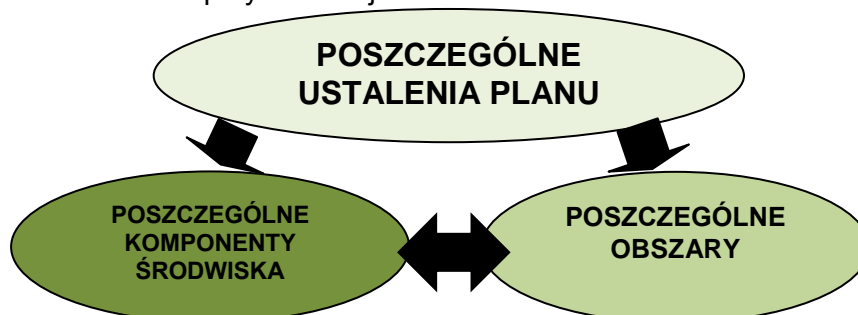 POSZCZEGÓLNE
USTALENIA PLANU
POSZCZEGÓLNE
KOMPONENTY
ŚRODWISKA
POSZCZEGÓLNE
OBSZARY